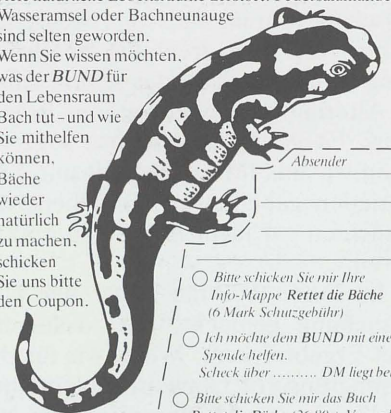 Wasseramsel oder Bachneunauge
sind selten geworden.
Wenn Sie wissen möchten,
was der BUND für
den Lebensraum
Bach tut – und wie
Sie mithelfen
können,
Bäche
wieder
natürlich
zu machen,
schicken
Sie uns bitte
den Coupon.
Absender
Bitte schicken Sie mir Ihre
Info-Mappe Rettet die Bäche
(6 Mark Schutzgebühr)
Ich möchte dem BUND mit eine
Spende helfen.
Scheck über .......... DM liegt bei
Bitte schicken Sie mir das Buch